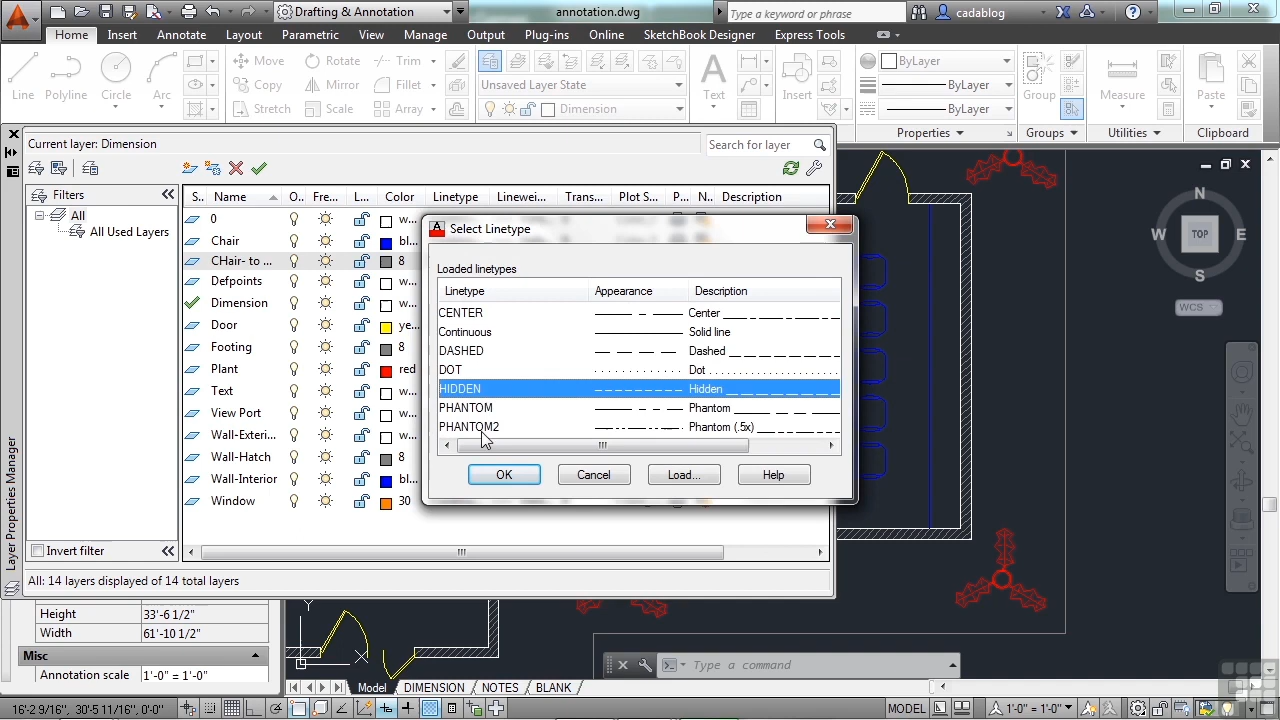 Drafting & Annotation
annotation.dwg
Type a keyword or phrase
cadablog
Home Insert Annotate Layout Parametric View Manage Output Plug-ins Online SketchBook Designer Express Tools
Line Polyline Circle Arc
Move Rotate Trim
Copy Mirror Fillet
Stretch Scale Array
Unsaved Layer State
Dimension
Text
Insert
ByLayer
ByLayer
ByLayer
Properties
Group
Groups
Measure
Utilities
Paste
Clipboard
Current layer: Dimension
Search for layer
Filters
All
All Used Layers
Invert filter
S.. Name O.. Fre... L... Color Linetype Linewei... Trans... Plot S... P... N.. Description
0 w...
Chair bl...
CHair- to ... 8
Defpoints w...
Dimension w...
Door ye...
Footing 8
Plant red
Text w...
View Port w...
Wall-Exteri... w...
Wall-Hatch 8
Wall-Interior bl...
Window 30
All: 14 layers displayed of 14 total layers
Layer Properties Manager
Select Linetype
Loaded linetypes
Linetype Appearance Description
CENTER Center
Continuous Solid line
DASHED Dashed
DOT Dot
HIDDEN Hidden
PHANTOM Phantom
PHANTOM2 Phantom (.5x)
OK Cancel Load... Help
N
W TOP E
S
WCS
Height 33'-6 1/2"
Width 61'-10 1/2"
Misc
Annotation scale 1'-0" = 1'-0"
Y
Type a command
Model DIMENSION NOTES BLANK
16'-2 9/16", 30'-5 11/16", 0'-0"
MODEL
1'-0" = 1'-0"